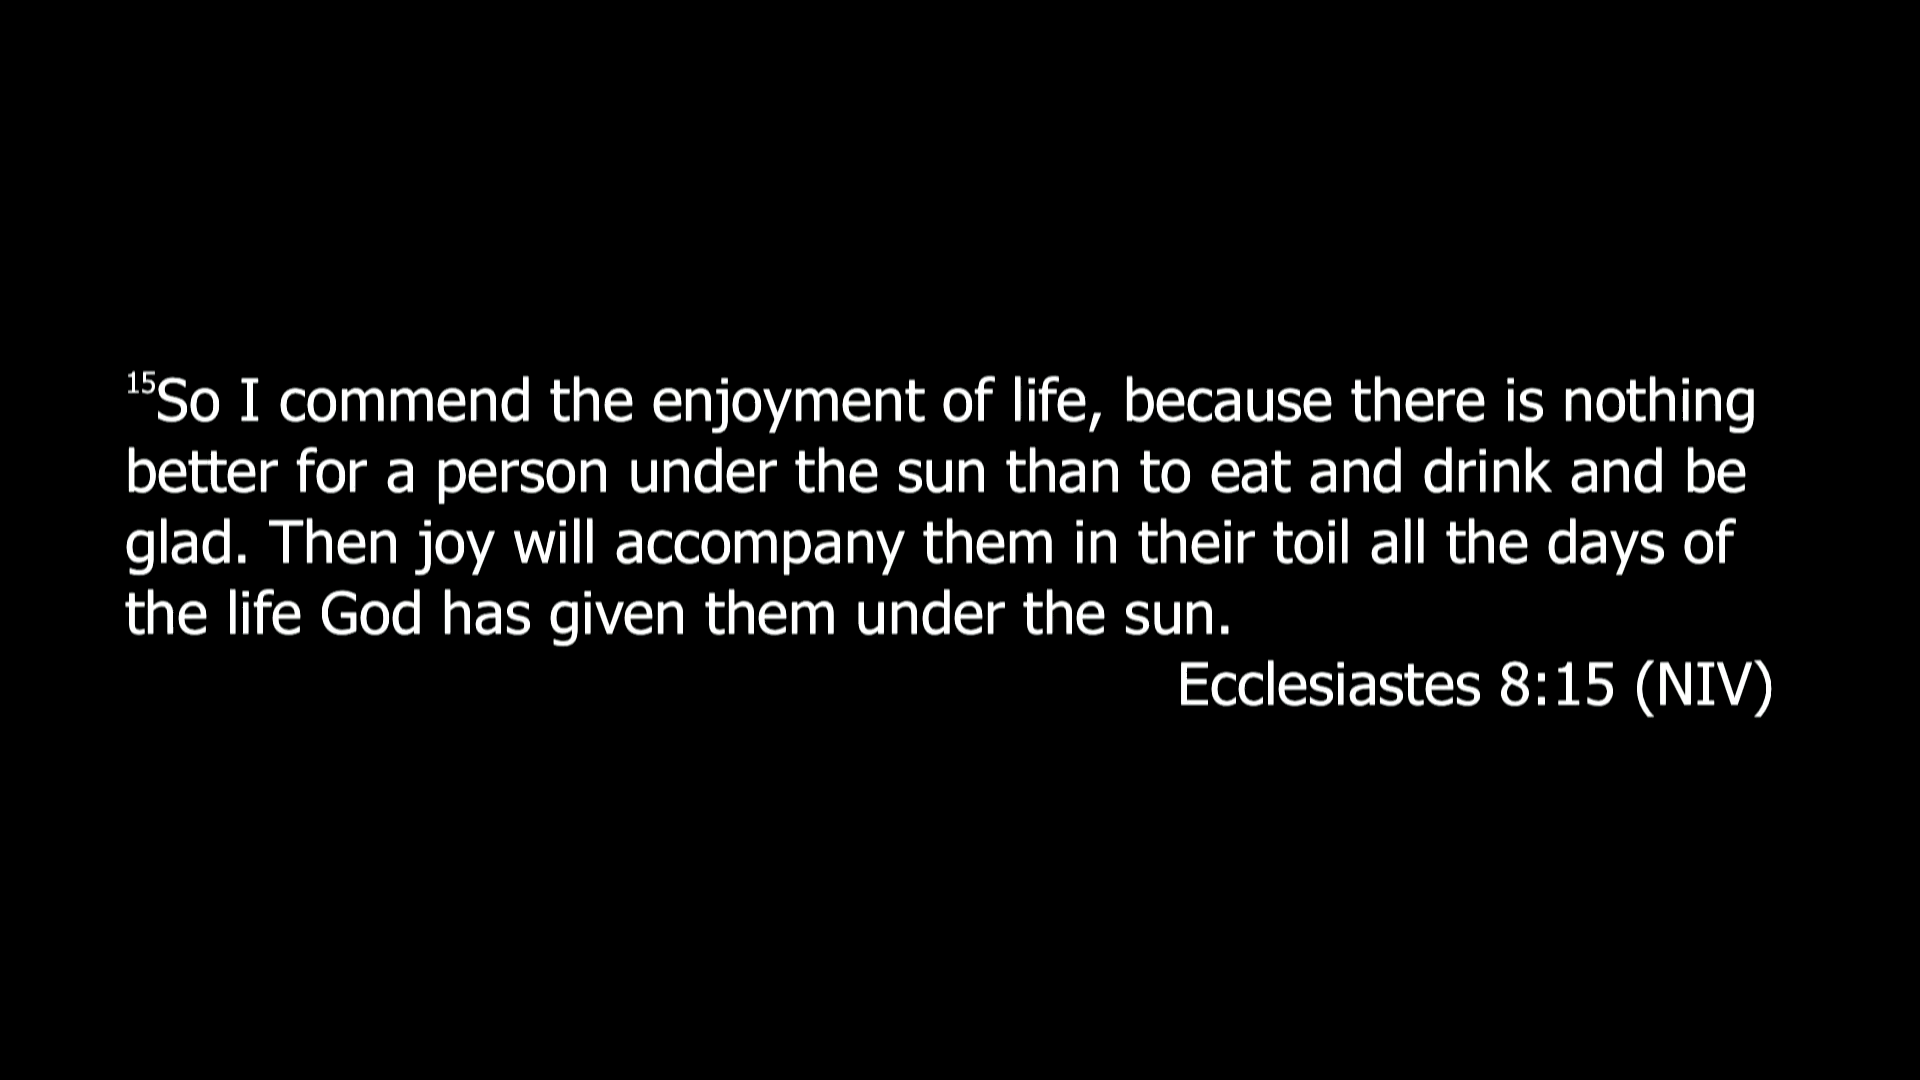 15So I commend the enjoyment of life, because there is nothing
better for a person under the sun than to eat and drink and be
glad. Then joy will accompany them in their toil all the days of
the life God has given them under the sun.
Ecclesiastes 8:15 (NIV)